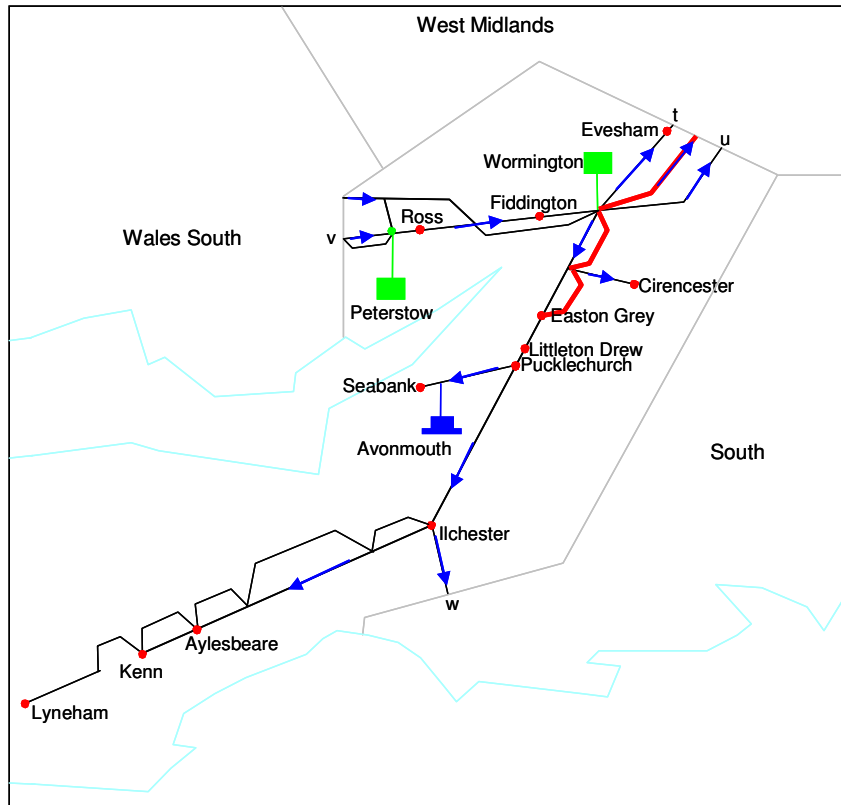 West Midlands
t
Evesham
u
Wormington
Fiddington
Ross
Wales South
v
Cirencester
Peterstow
Easton Grey
Littleton Drew
Pucklechurch
Seabank
Avonmouth
South
Ilchester
w
Aylesbeare
Kenn
Lyneham